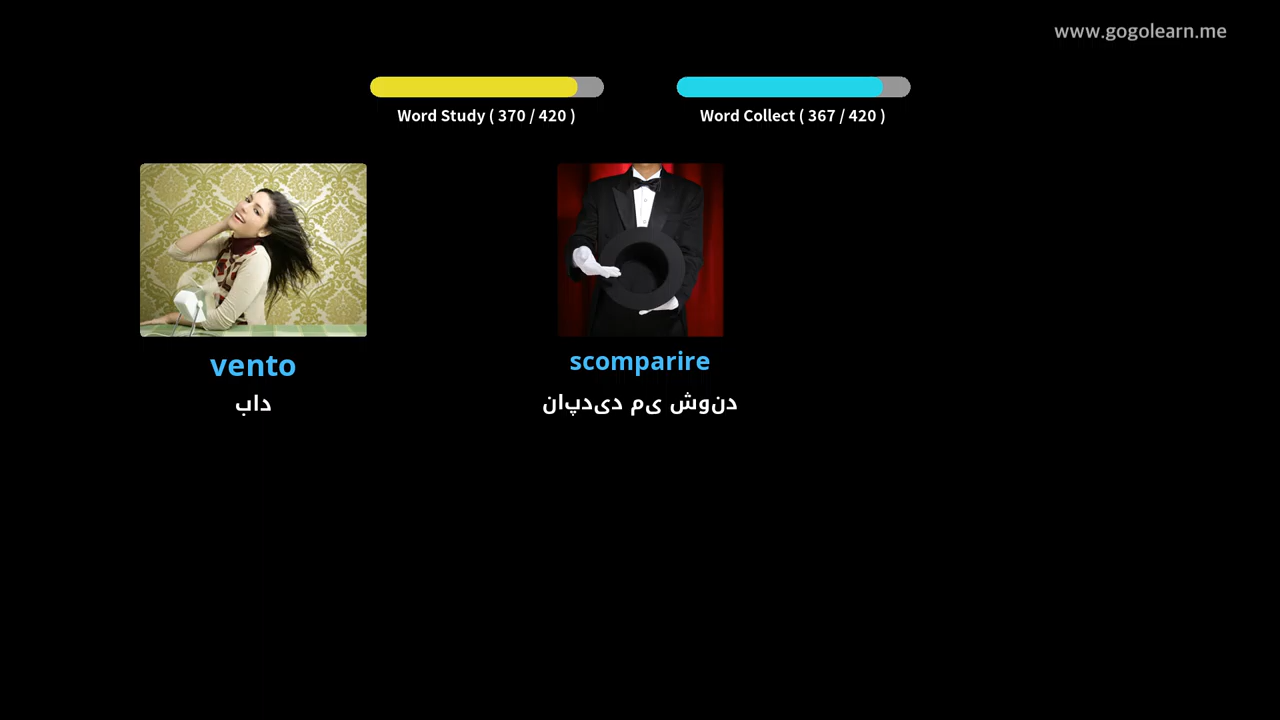 www.gogolearn.me
Word Study ( 370 / 420 )
Word Collect ( 367 / 420 )
vento
داب
scomparire
دنوش یم دیدپان